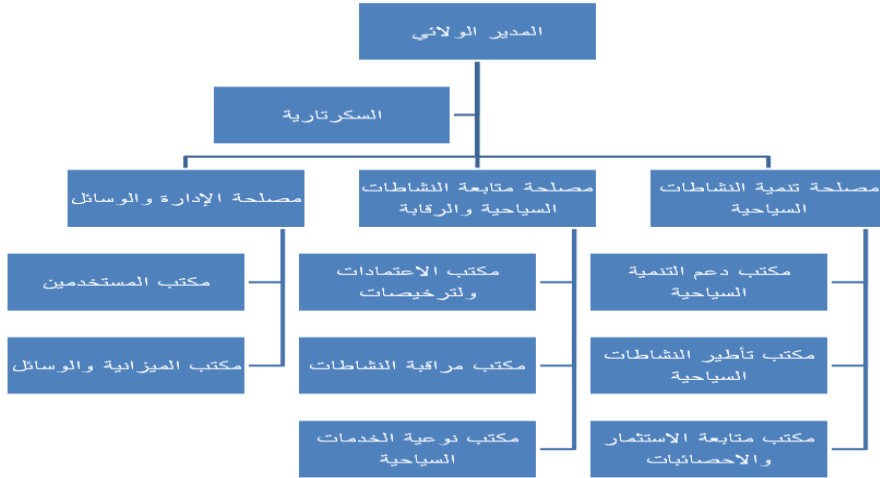 المدير الولائي
السكرتارية
مصلحة تنمية النشاطات
السياحية
مصلحة متابعة النشاطات
السياحية والرقابة
مصلحة الإدارة والوسائل
مكتب دعم التنمية
السياحية
مكتب الاعتمادات
ولترخيصات
مكتب المستخدمين
مكتب تأطير النشاطات
السياحية
مكتب مراقبة النشاطات
مكتب الميزانية والوسائل
مكتب متابعة الاستثمار
والاحصائبات
مكتب نوعية الخدمات
السياحية